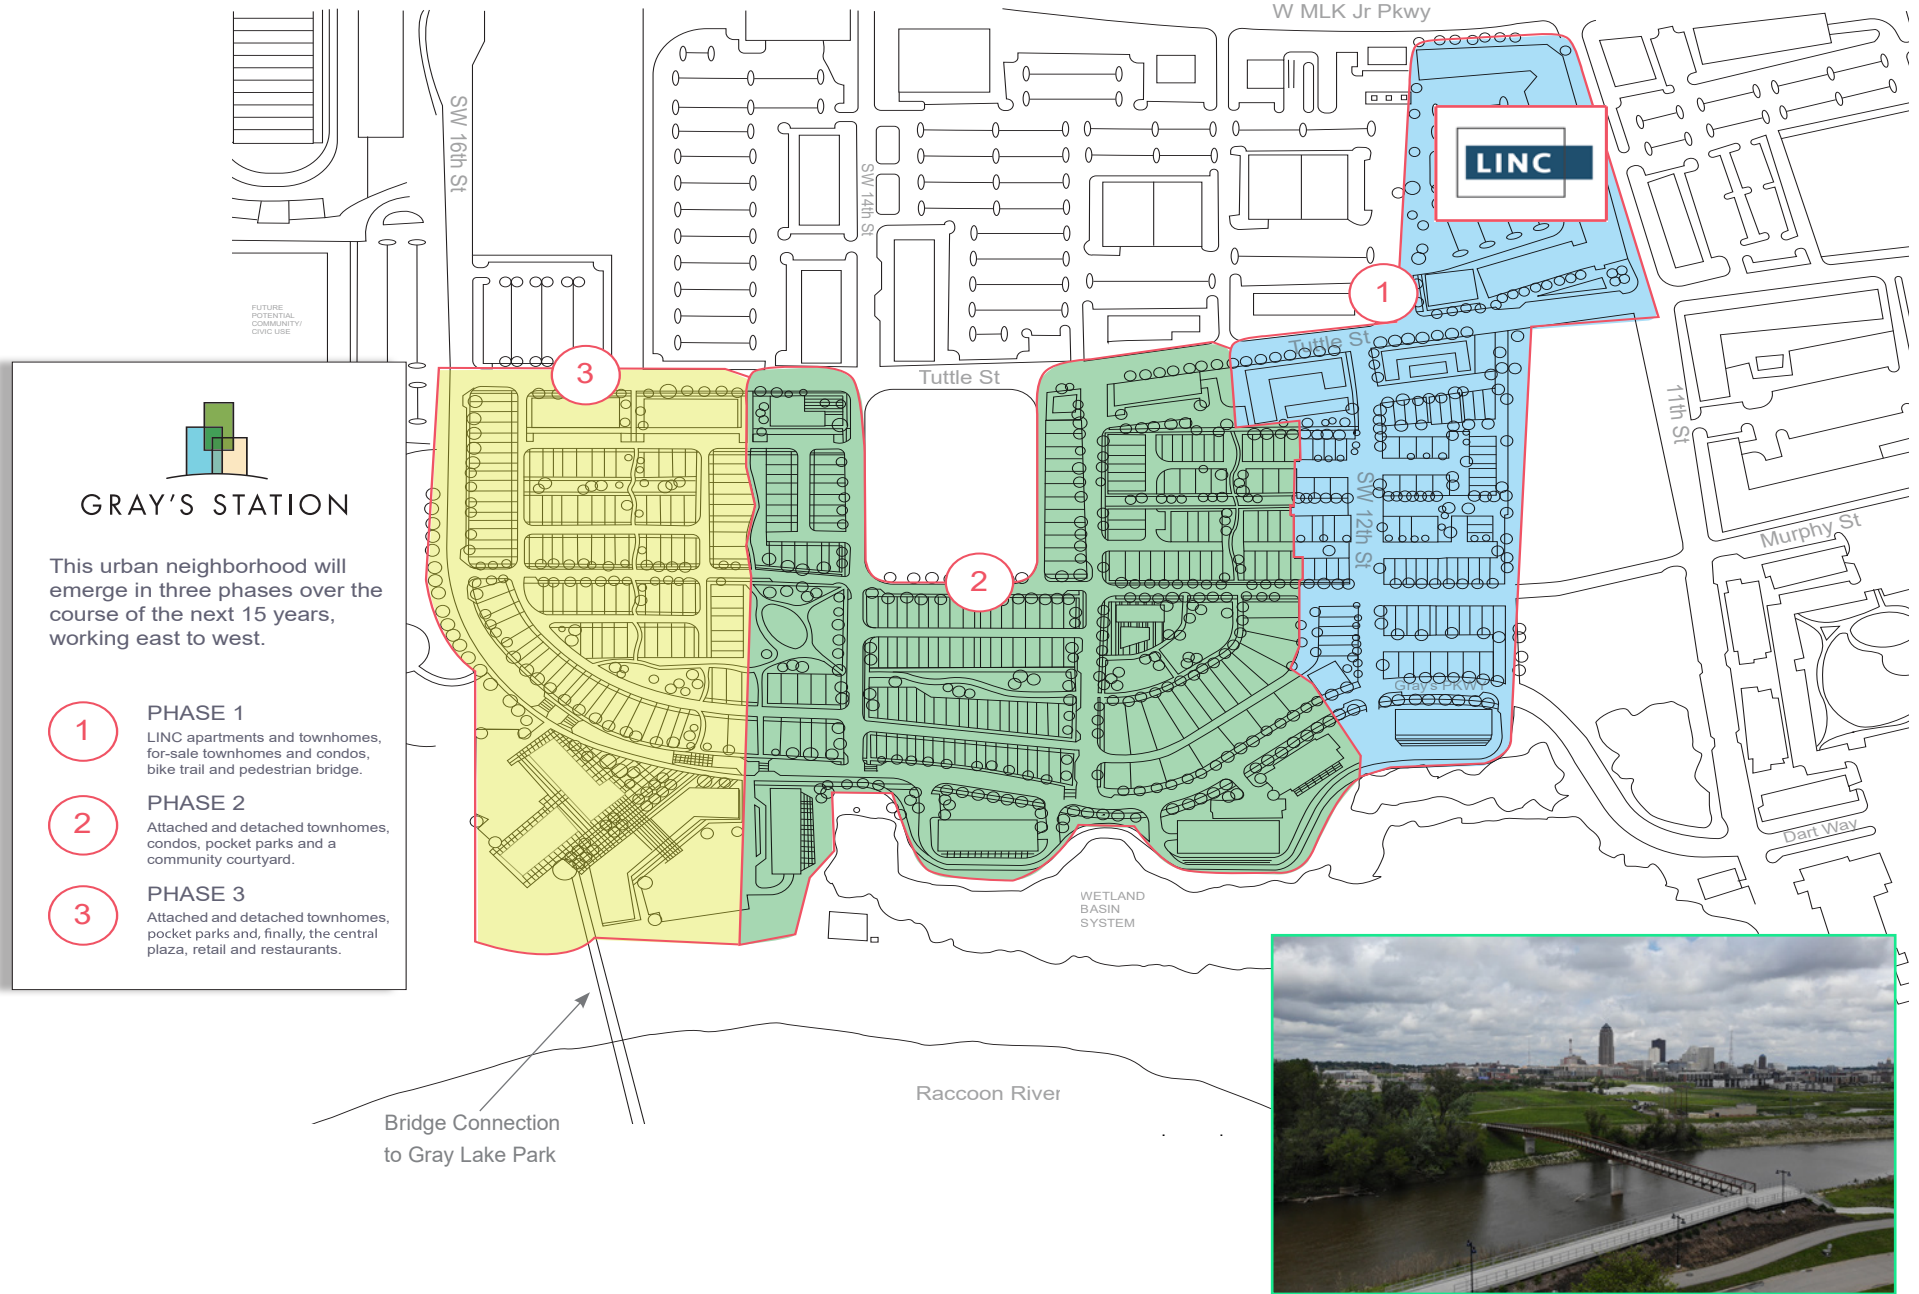 W MLK Jr Pkwy
SW 16th St
SW 14th St
LINC
1
FUTURE
POTENTIAL
COMMUNITY/
CIVIC USE
Tuttle St
3
Tuttle St
11th St
GRAY'S STATION
This urban neighborhood will
emerge in three phases over the
course of the next 15 years,
working east to west.
1
PHASE 1
LINC apartments and townhomes,
for-sale townhomes and condos,
bike trail and pedestrian bridge.
2
PHASE 2
Attached and detached townhomes,
condos, pocket parks and a
community courtyard.
3
PHASE 3
Attached and detached townhomes,
pocket parks and, finally, the central
plaza, retail and restaurants.
2
SW 12th St
Murphy St
Gray's PKWY
Dart Way
WETLAND
BASIN
SYSTEM
Raccoon River
Bridge Connection
to Gray Lake Park